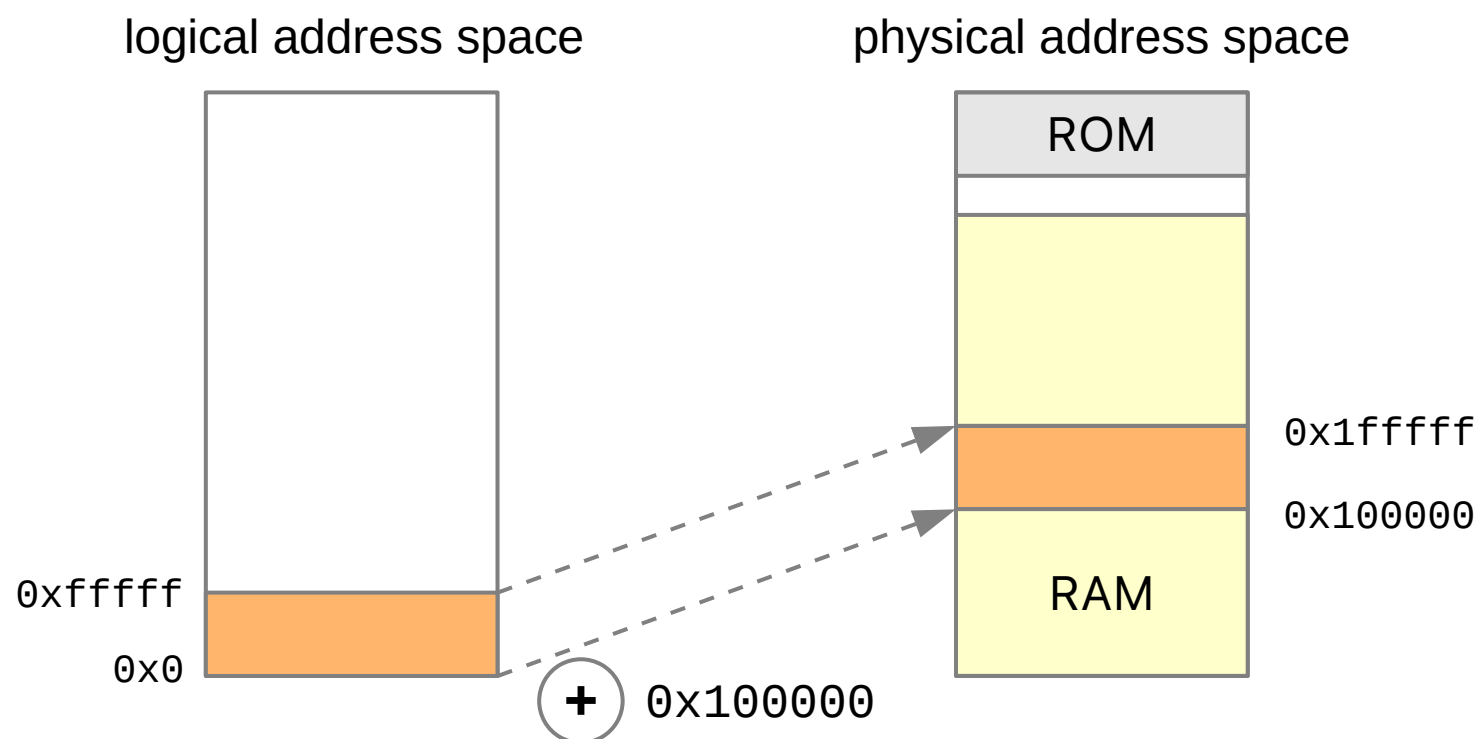 logical address space
physical address space
ROM
0x1fffff
0x100000
0xfffff
RAM
0x0
+ 0x100000